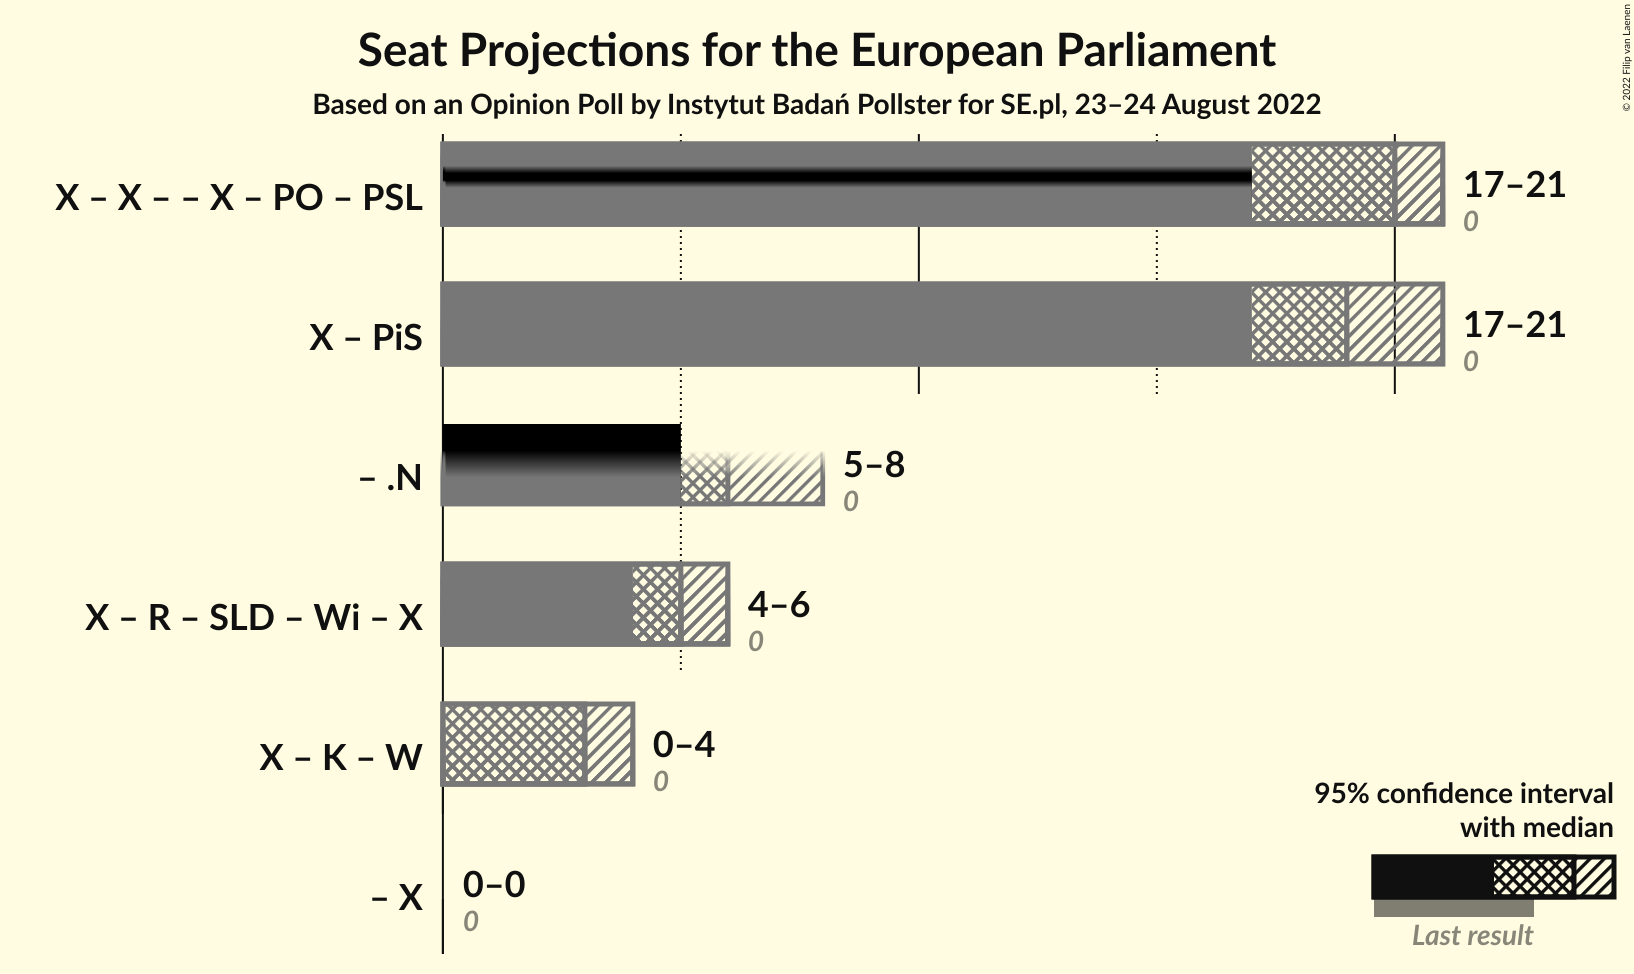 Seat Projections for the European Parliament
Based on an Opinion Poll by Instytut Badań Pollster for SE.pl, 23–24 August 2022
© 2022 Filip van Laenen
X – X – – X – PO – PSL
17–21
0
X – PiS
17–21
0
– .N
5–8
0
X – R – SLD – Wi – X
4–6
0
X – K – W
0–4
0
– X
0–0
0
95% confidence interval
with median
Last result